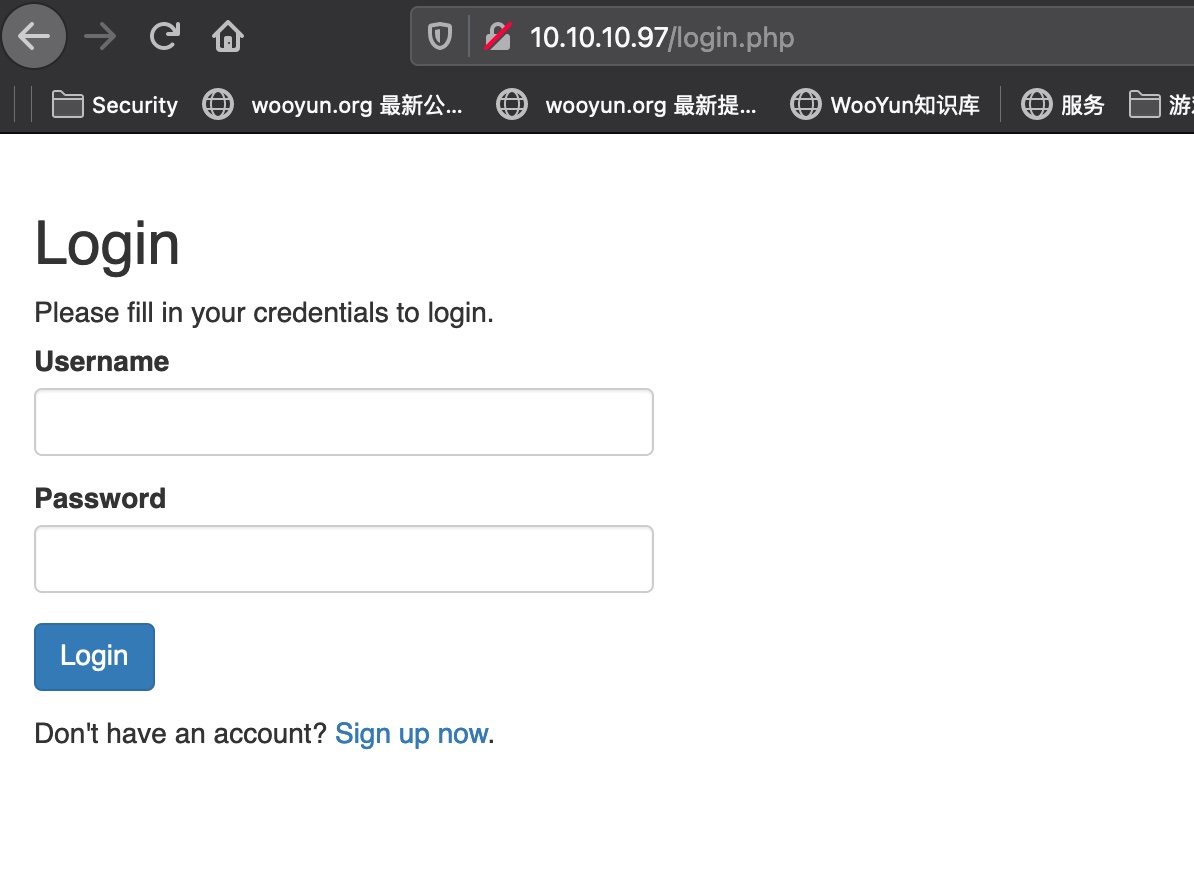 10.10.10.97/login.php
Security wooyun.org 最新公... wooyun.org 最新提... WooYun知识库 服务
Login
Please fill in your credentials to login.
Username
Password
Login
Don't have an account? Sign up now.